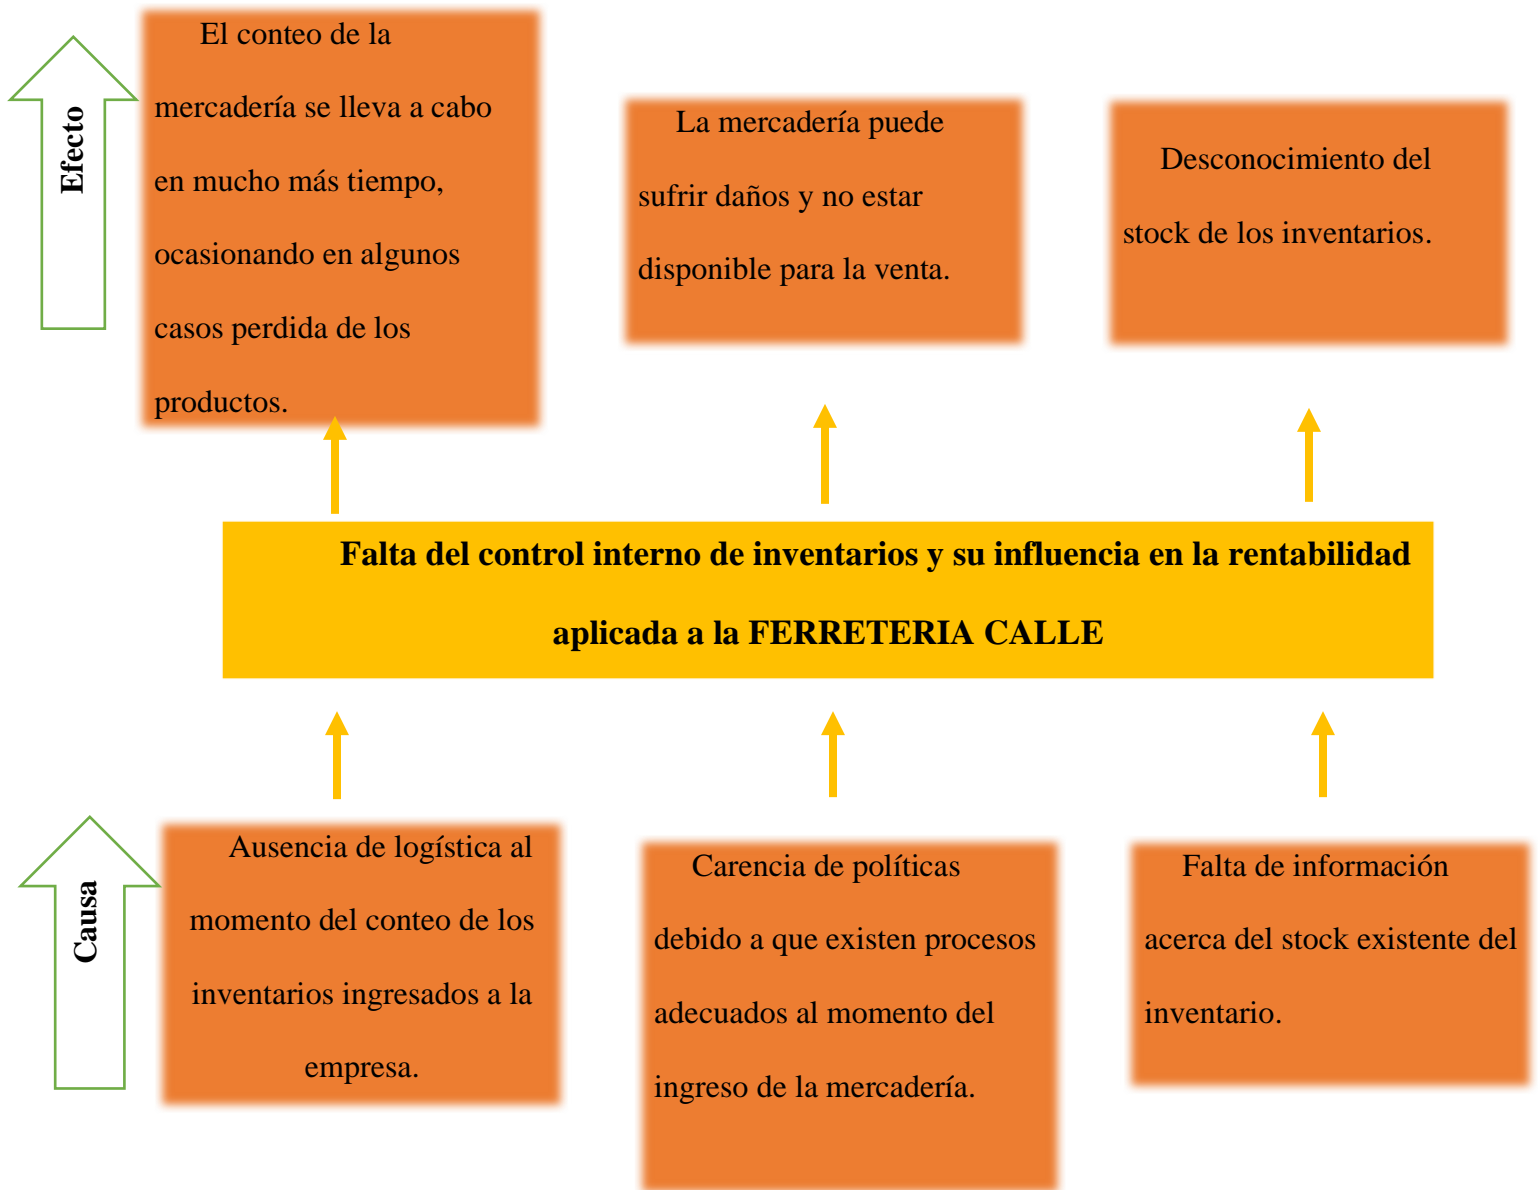 Efecto
El conteo de la
mercadería se lleva a cabo
en mucho más tiempo,
ocasionando en algunos
casos perdida de los
productos.
La mercadería puede
sufrir daños y no estar
disponible para la venta.
Desconocimiento del
stock de los inventarios.
Falta del control interno de inventarios y su influencia en la rentabilidad
aplicada a la FERRETERIA CALLE
Causa
Ausencia de logística al
momento del conteo de los
inventarios ingresados a la
empresa.
Carencia de políticas
debido a que existen procesos
adecuados al momento del
ingreso de la mercadería.
Falta de información
acerca del stock existente del
inventario.